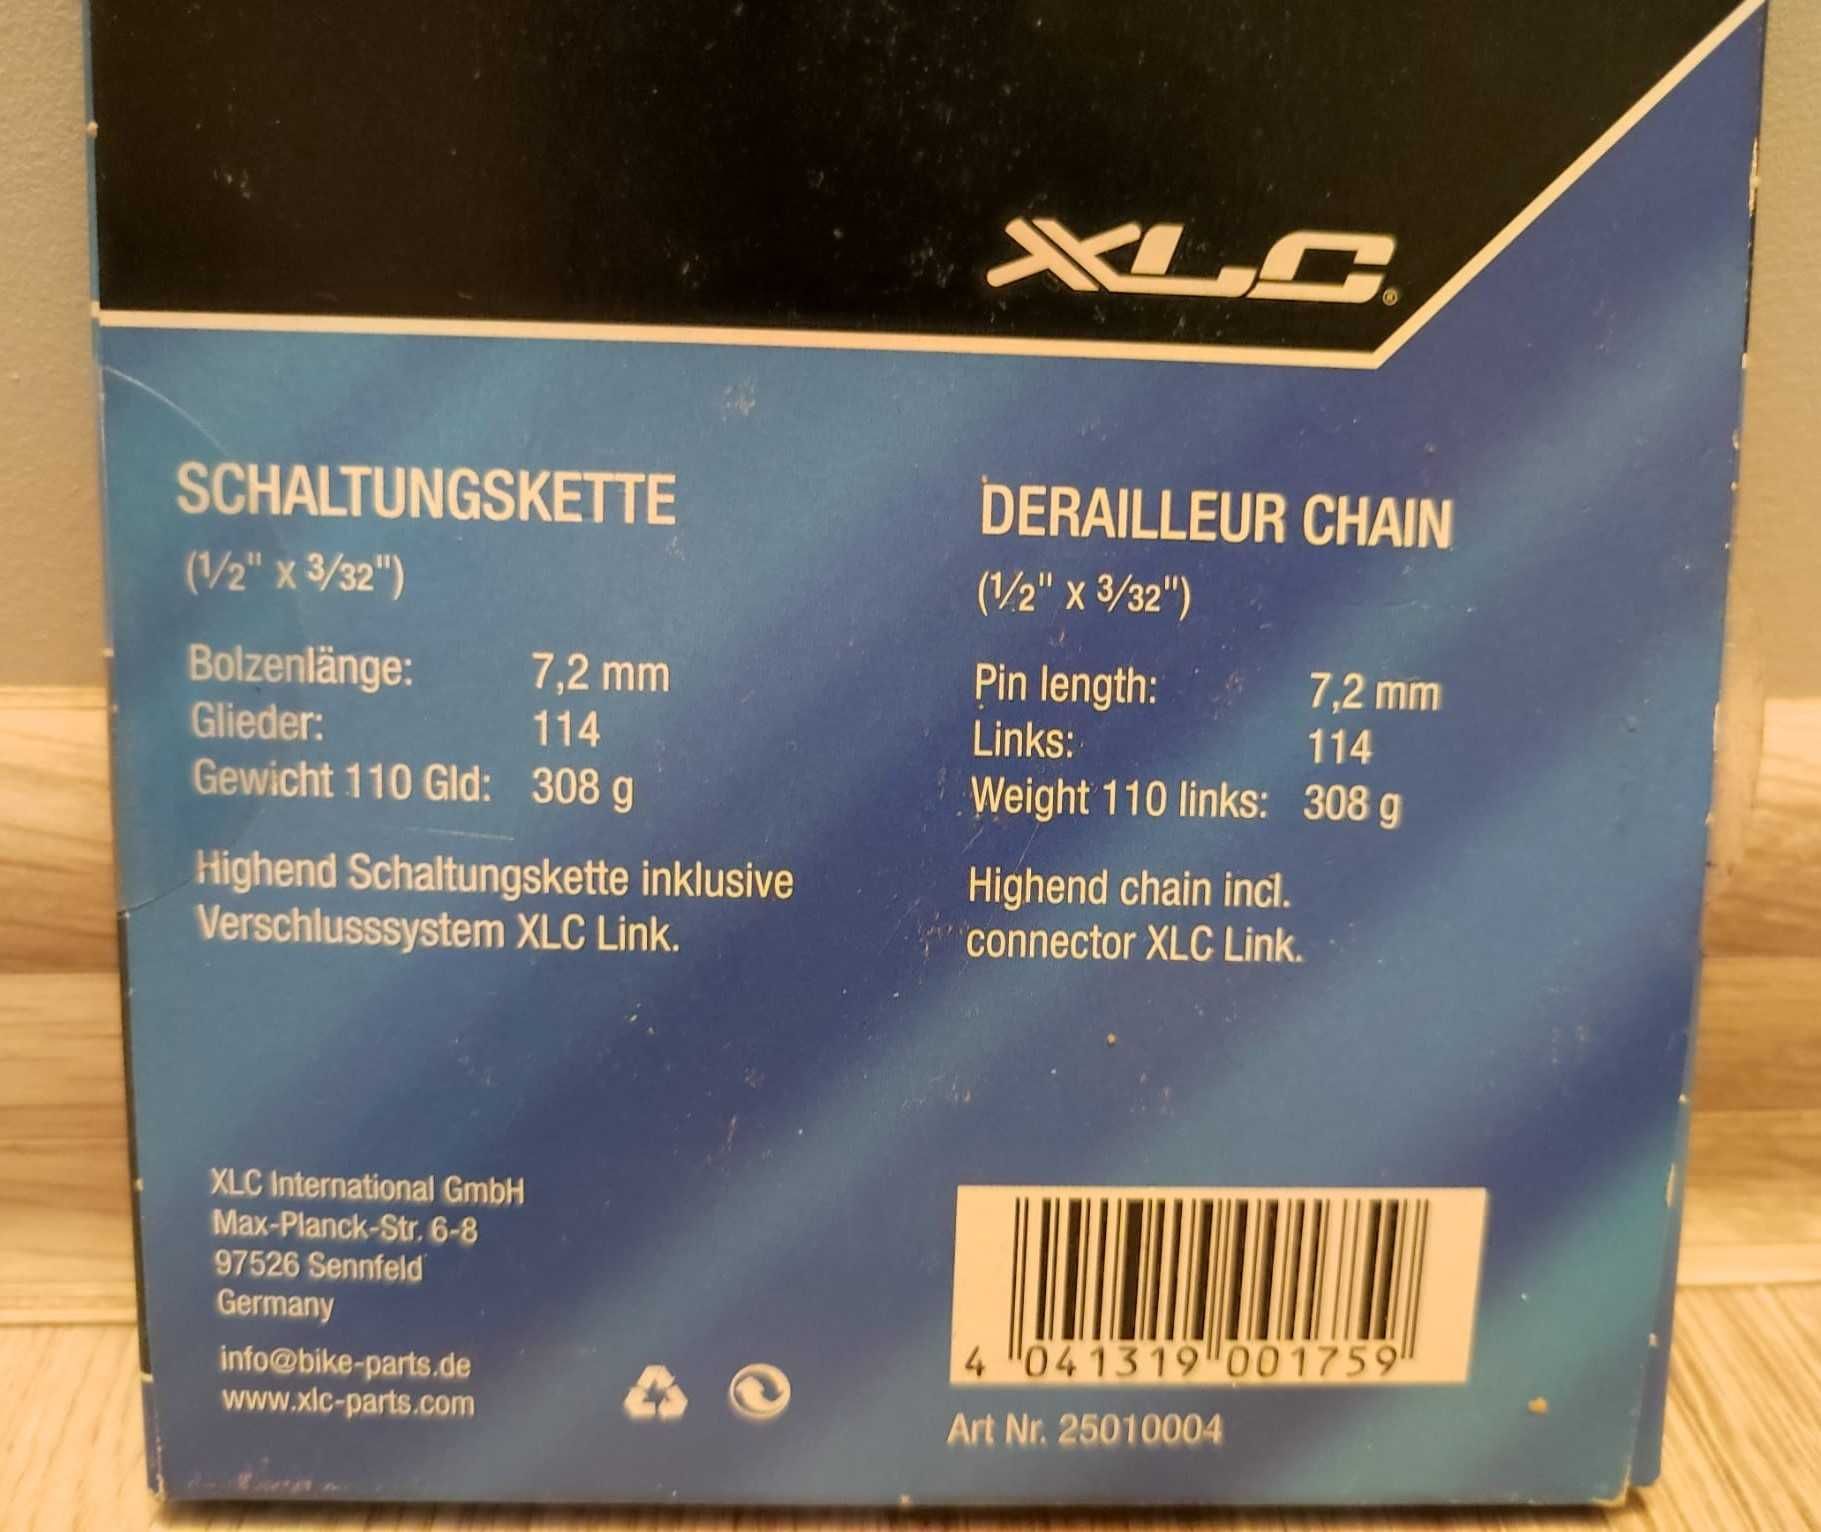 XLC®
SCHALTUNGSKETTE
(1/2" x 3/32")
Bolzenlänge: 7,2 mm
Glieder: 114
Gewicht 110 Gld: 308 g
Highend Schaltungskette inklusive
Verschlusssystem XLC Link.
DERAILLEUR CHAIN
(1/2" x 3/32")
Pin length: 7,2 mm
Links: 114
Weight 110 links: 308 g
Highend chain incl.
connector XLC Link.
XLC International GmbH
Max-Planck-Str. 6-8
97526 Sennfeld
Germany
info@bike-parts.de
www.xlc-parts.com
4 041319 001759
Art Nr. 25010004